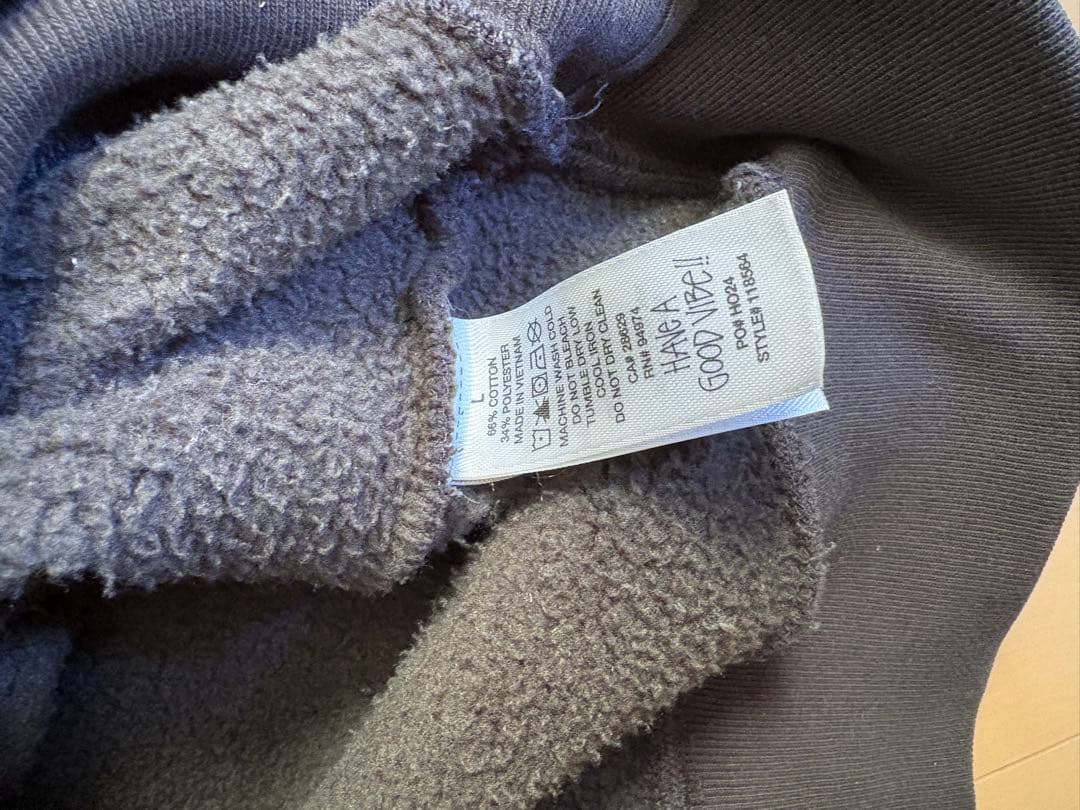 L
66% COTTON
34% POLYESTER
MADE IN VIETNAM
MACHINE WASH COLD
DO NOT BLEACH
TUMBLE DRY LOW
COOL IRON
DO NOT DRY CLEAN
CA# 28629
RN# 94974
HAVE A
GOOD VIBE!!
PO# HO24
STYLE# 118564